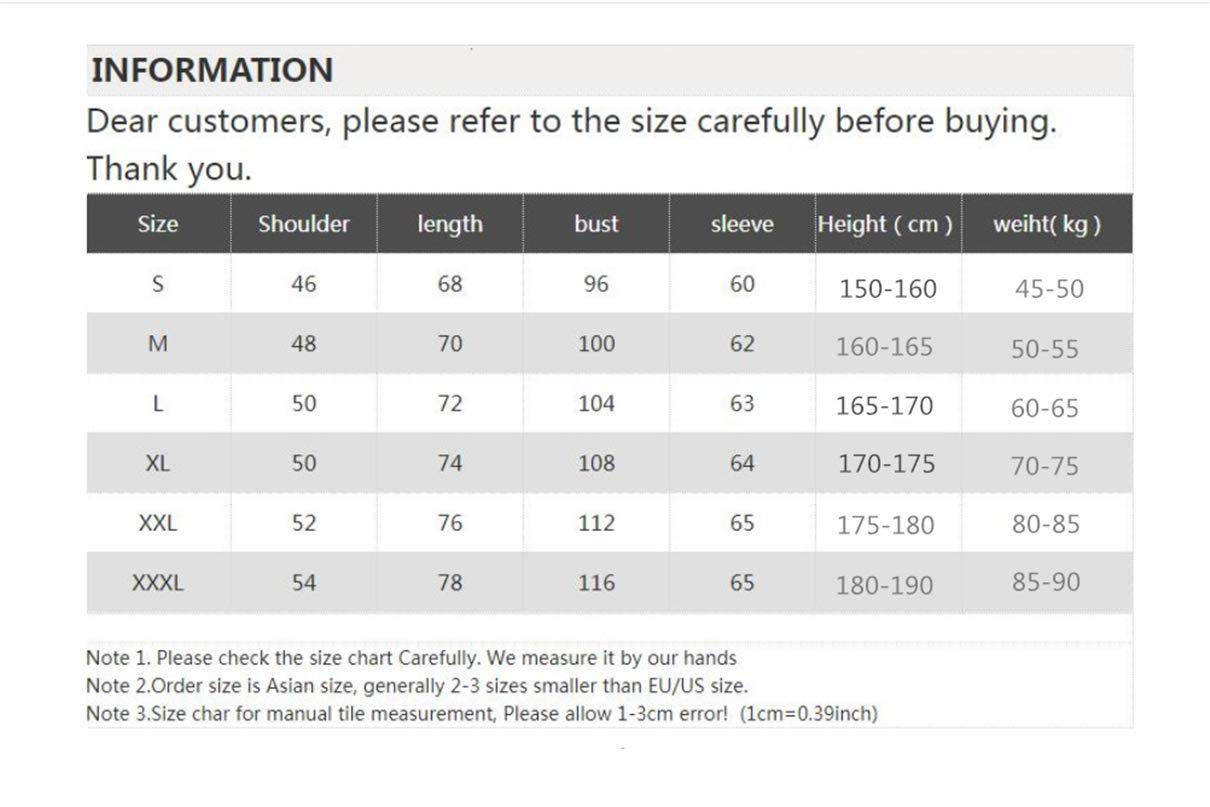 INFORMATION
Dear customers, please refer to the size carefully before buying.
Thank you.
Size Shoulder length bust sleeve Height ( cm ) weiht( kg )
S 46 68 96 60 150-160 45-50
M 48 70 100 62 160-165 50-55
L 50 72 104 63 165-170 60-65
XL 50 74 108 64 170-175 70-75
XXL 52 76 112 65 175-180 80-85
XXXL 54 78 116 65 180-190 85-90
Note 1. Please check the size chart Carefully. We measure it by our hands
Note 2.Order size is Asian size, generally 2-3 sizes smaller than EU/US size.
Note 3.Size char for manual tile measurement, Please allow 1-3cm error! (1cm=0.39inch)